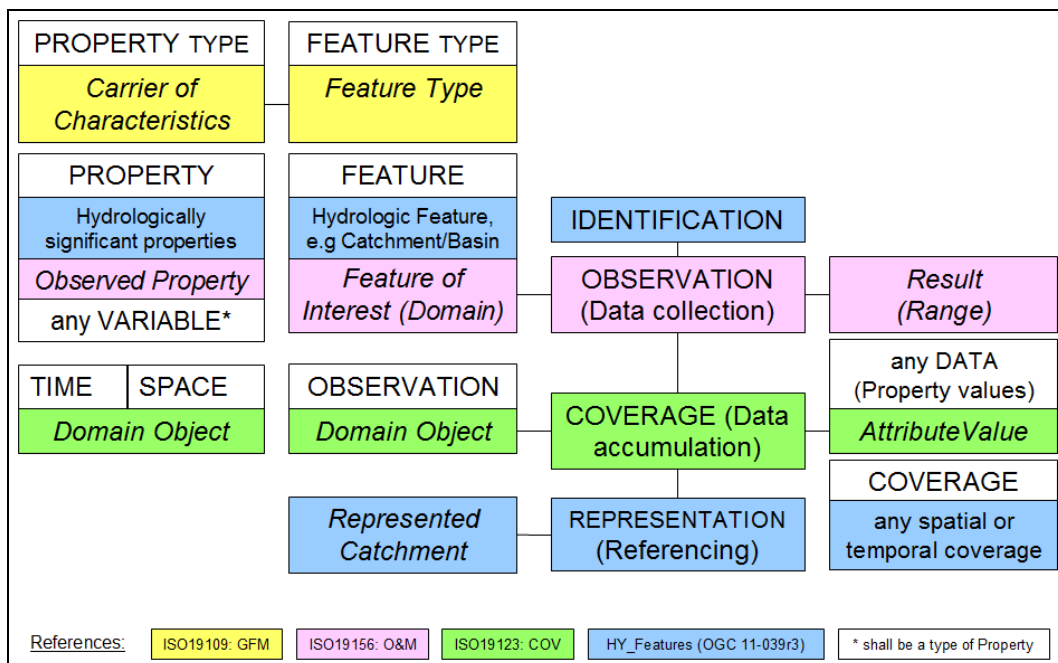 PROPERTY TYPE
Carrier of
Characteristics
FEATURE TYPE
Feature Type
PROPERTY
Hydrologically
significant properties
Observed Property
any VARIABLE*
FEATURE
Hydrologic Feature,
e.g Catchment/Basin
Feature of
Interest (Domain)
IDENTIFICATION
OBSERVATION
(Data collection)
Result
(Range)
TIME
SPACE
Domain Object
OBSERVATION
Domain Object
COVERAGE (Data
accumulation)
any DATA
(Property values)
AttributeValue
Represented
Catchment
REPRESENTATION
(Referencing)
COVERAGE
any spatial or
temporal coverage
References:
ISO19109: GFM
ISO19156: O&M
ISO19123: COV
HY_Features (OGC 11-039r3)
* shall be a type of Property